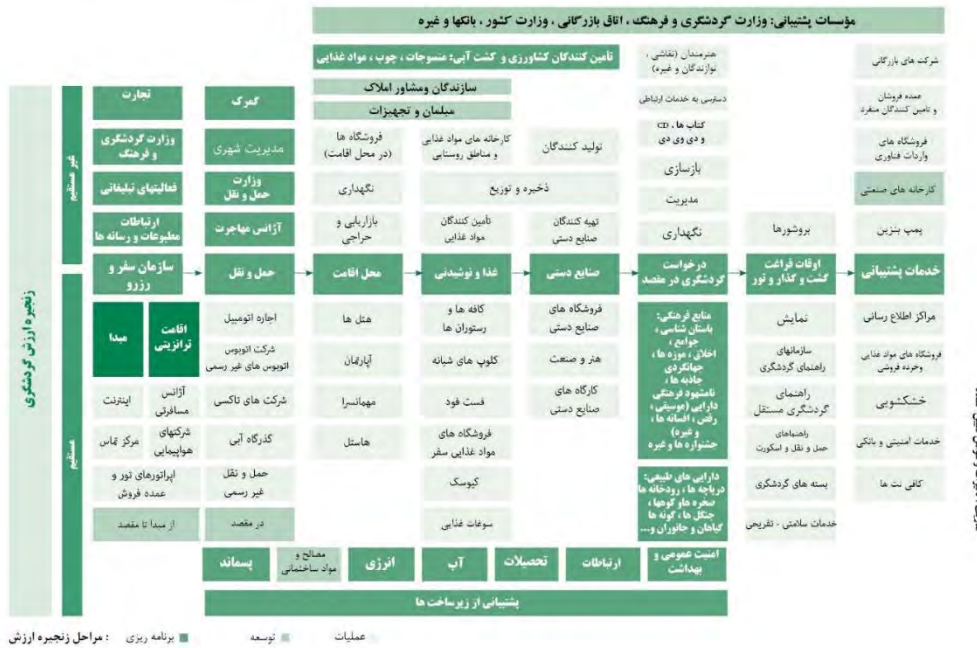 مؤسسات پشتیبانی: وزارت گردشگری و فرهنگ ، اتاق بازرگانی ، وزارت کشور ، بانکها و غیره
تأمین کنندگان کشاورزی و کشت آبی: منسوجات ، چوب ، مواد غذایی
سازندگان ومشاور املاک
مبلمان و تجهیزات
هنرمندان (نقاشی ،
نوازندگان و غیره)
شرکت های بازرگانی
دسترسی به خدمات ارتباطی
عمده فروشان
و تامین کنندگان منفرد
زنجیره ارزش گردشگری
غیر مستقیم
تجارت
گمرک
کتاب ها ، CD
و دی وی دی
وزارت گردشگری
و فرهنگ
مدیریت شهری
فروشگاه ها
(در محل اقامت)
کارخانه های مواد غذایی
و مناطق روستایی
تولید کنندگان
بازسازی
فروشگاه های
واردات فناوری
فعالیتهای تبلیغاتی
وزارت
حمل و نقل
نگهداری
ذخیره و توزیع
مدیریت
کارخانه های صنعتی
ارتباطات
مطبوعات و رسانه ها
آژانس مهاجرت
بازاریابی و
حراجی
تأمین کنندگان
مواد غذایی
تهیه کنندگان
صنایع دستی
نگهداری
بروشورها
پمپ بنزین
سازمان سفر و
رزرو
حمل و نقل
محل اقامت
غذا و نوشیدنی
صنایع دستی
درخواست
گردشگری در مقصد
اوقات فراغت
گشت و گذار و تور
خدمات پشتیبانی
مستقیم
مبدا
اقامت
ترانزیتی
اینترنت
آژانس
مسافرتی
مرکز تماس
شرکتهای
هواپیمایی
اپراتورهای تور و
عمده فروش
از مبدا تا مقصد
اجاره اتومبیل
شرکت اتوبوس
اتوبوس های غیر رسمی
شرکت های تاکسی
گذرگاه آبی
حمل و نقل
غیر رسمی
در مقصد
هتل ها
آپارتمان
مهمانسرا
هاستل
کافه ها و
رستوران ها
کلوپ های شبانه
فست فود
فروشگاه های
مواد غذایی سفر
کیوسک
سوغات غذایی
فروشگاه های
صنایع دستی
هنر و صنعت
کارگاه های
صنایع دستی
منابع فرهنگی:
باستان شناسی ،
جوامع ،
اخلاق ، موزه ها ،
جهانگردی
جاذبه ها ،
نامشهود فرهنگی
دارایی (موسیقی ،
رقص ، افسانه ها ،
و غیره)
جشنواره ها و غیره
دارایی های طبیعی:
دریاچه ها ، رودخانه ها
صخره ها، کوهها ،
جنگل ها ، گونه ها
گیاهان و جانوران و...
نمایش
سازمانهای
راهنمای گردشگری
راهنمای
گردشگری مستقل
راهنماهای
حمل و نقل و اسکورت
بسته های گردشگری
خدمات سلامتی - تفریحی
مراکز اطلاع رسانی
فروشگاه های مواد غذایی
وخرده فروشی
خشکشویی
خدمات امنیتی و بانکی
کافی نت ها
پسماند
مصالح و
مواد ساختمانی
انرژی
آب
تحصیلات
ارتباطات
امنیت عمومی و
بهداشت
پشتیبانی از زیرساخت ها
مراحل زنجیره ارزش : برنامه ریزی توسعه عملیات